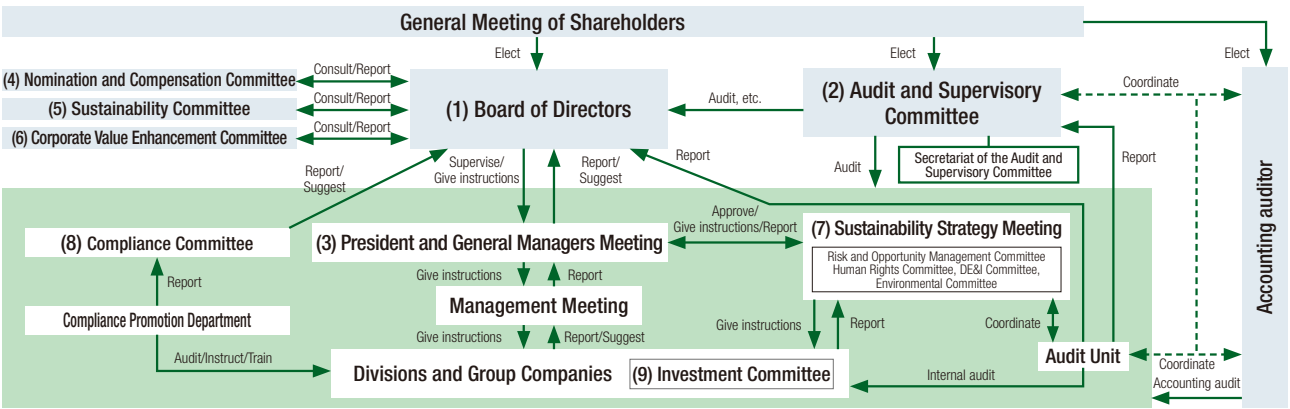 General Meeting of Shareholders
Elect
Elect
Elect
(4) Nomination and Compensation Committee
Consult/Report
(5) Sustainability Committee
Consult/Report
(6) Corporate Value Enhancement Committee
Consult/Report
(1) Board of Directors
Audit, etc.
(2) Audit and Supervisory
Committee
Coordinate
Secretariat of the Audit and
Supervisory Committee
Report/
Suggest
Supervise/
Give instructions
Report/
Suggest
Report
Audit
Report
Accounting auditor
(8) Compliance Committee
(3) President and General Managers Meeting
Approve/
Give instructions/Report
(7) Sustainability Strategy Meeting
Risk and Opportunity Management Committee
Human Rights Committee, DE&I Committee,
Environmental Committee
Report
Give instructions
Report
Management Meeting
Compliance Promotion Department
Give instructions
Report/Suggest
Give instructions
Report
Coordinate
Audit/Instruct/Train
Divisions and Group Companies
(9) Investment Committee
Internal audit
Audit Unit
Coordinate
Accounting audit